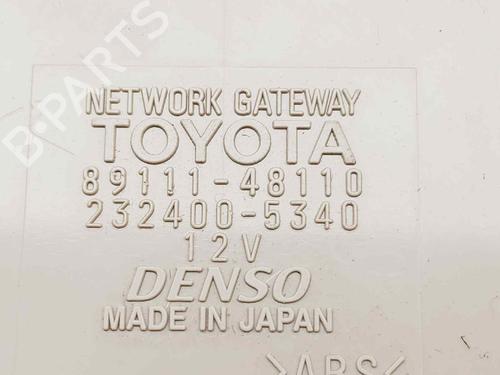 B-PARTS
NETWORK GATEWAY
TOYOTA
89111-48110
232400-5340
12V
DENSO
MADE IN JAPAN
>ABS<